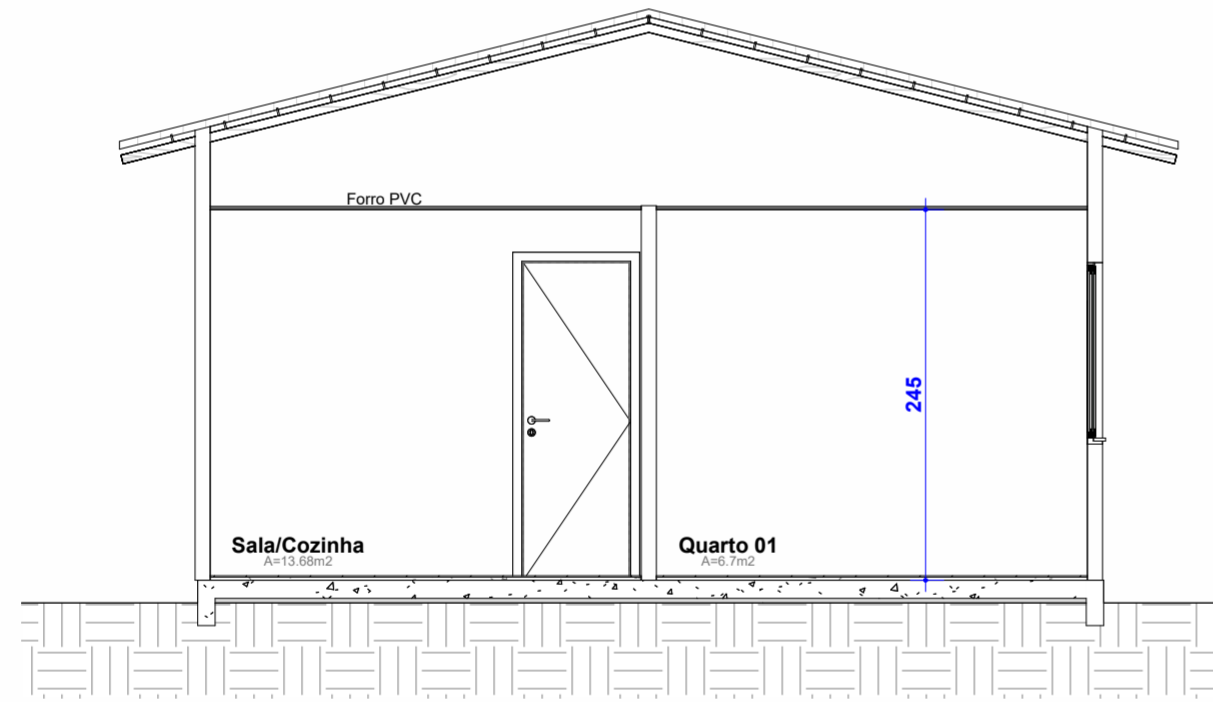 Forro PVC
245
Sala/Cozinha
A=13.68m2
Quarto 01
A=6.7m2